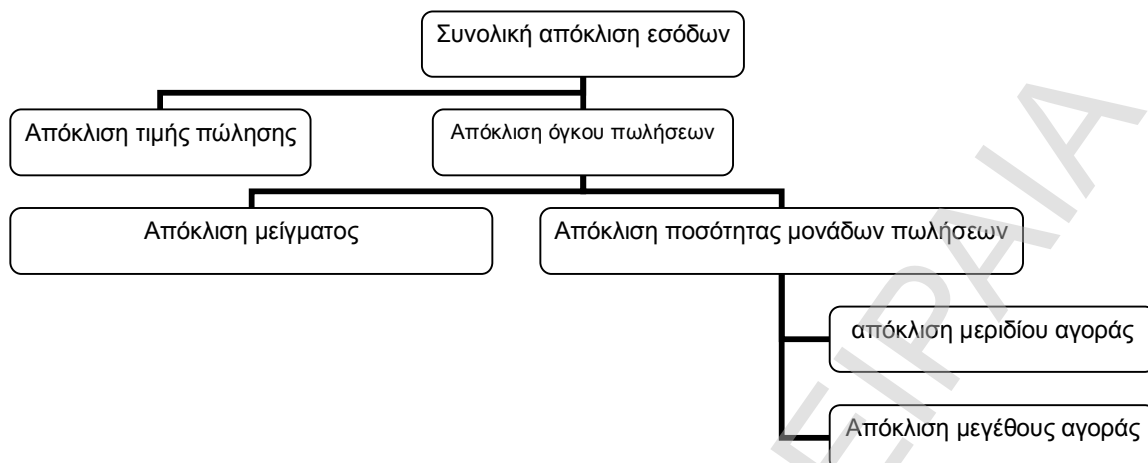 Συνολική απόκλιση εσόδων
Απόκλιση τιμής πώλησης
Απόκλιση όγκου πωλήσεων
Απόκλιση μείγματος
Απόκλιση ποσότητας μονάδων πωλήσεων
απόκλιση μεριδίου αγοράς
Απόκλιση μεγέθους αγοράς
ΕΙΡΑΙΑ